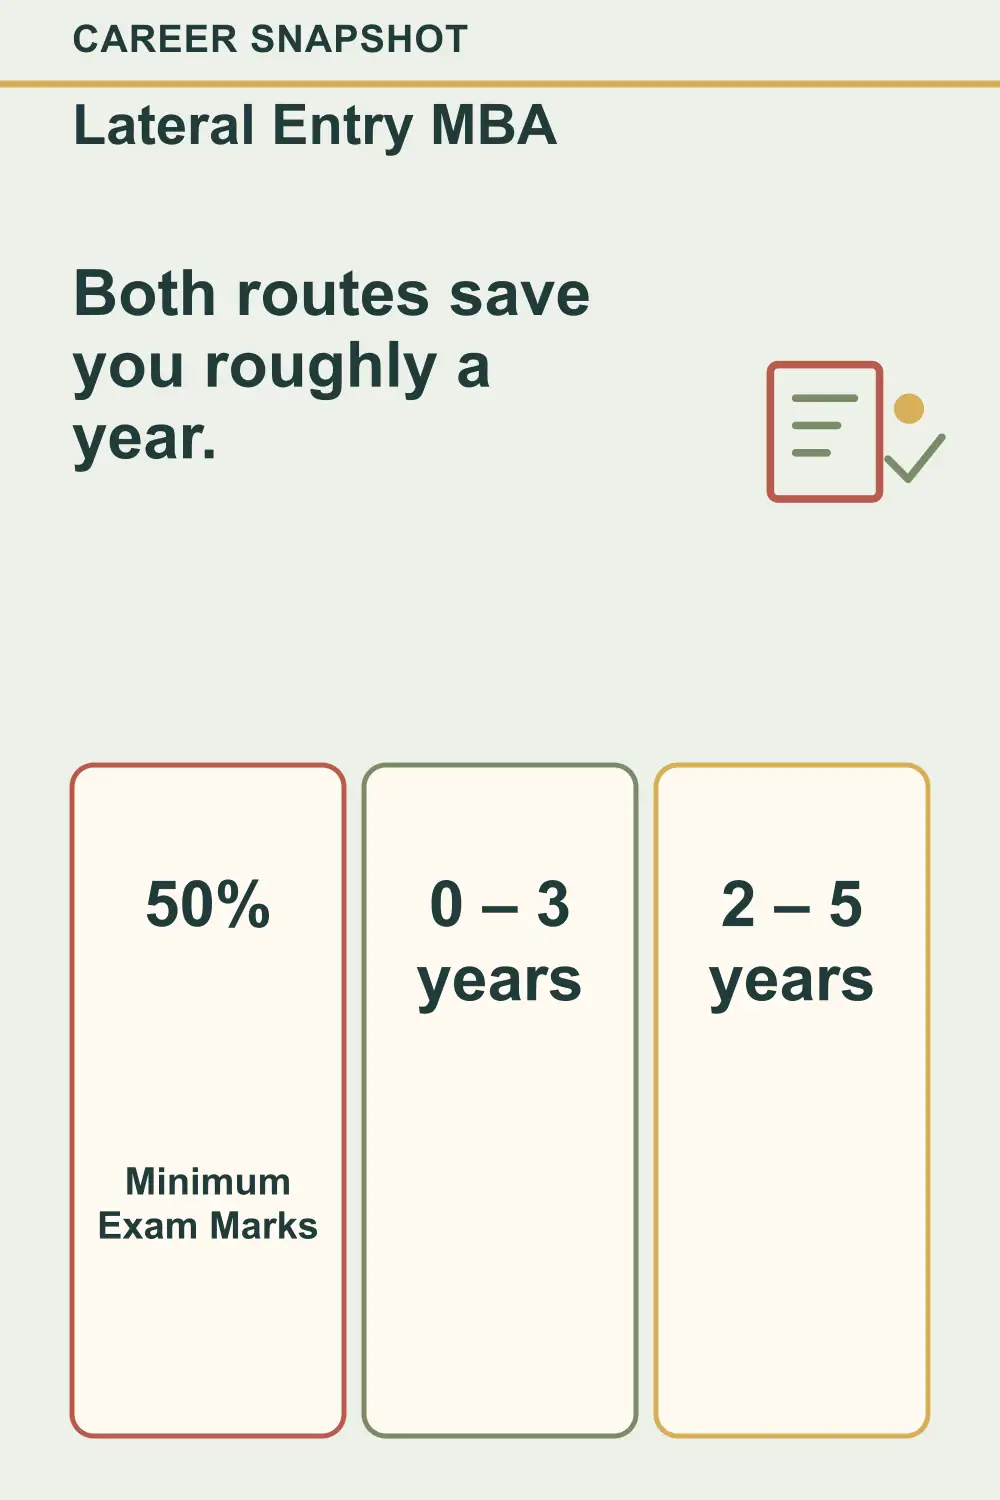 CAREER SNAPSHOT
Lateral Entry MBA
Both routes save
you roughly a
year.
50%
Minimum
Exam Marks
0 – 3
years
2 – 5
years